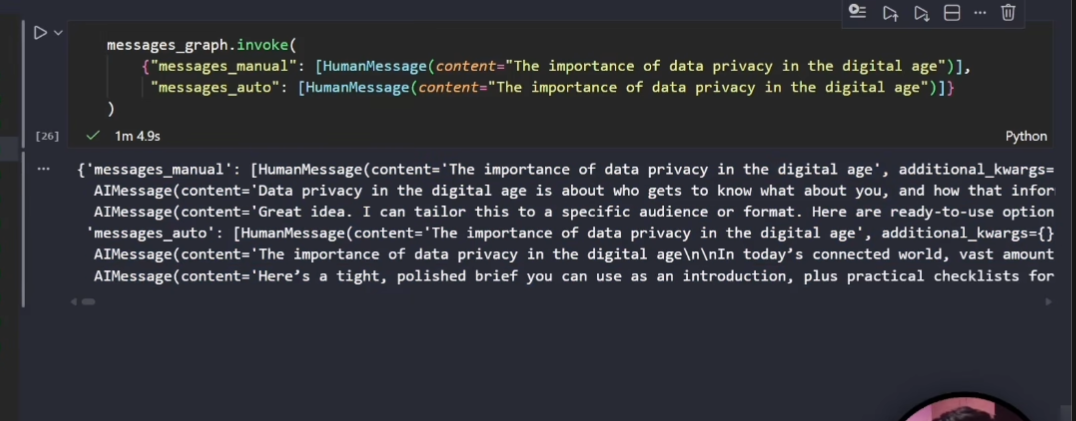 messages_graph.invoke(
{"messages_manual": [HumanMessage(content="The importance of data privacy in the digital age")],
"messages_auto": [HumanMessage(content="The importance of data privacy in the digital age")]}
)
[26]
1m 4.9s
Python
...
{'messages_manual': [HumanMessage(content='The importance of data privacy in the digital age', additional_kwargs=
AIMessage(content='Data privacy in the digital age is about who gets to know what about you, and how that infor
AIMessage(content='Great idea. I can tailor this to a specific audience or format. Here are ready-to-use option
'messages_auto': [HumanMessage(content='The importance of data privacy in the digital age', additional_kwargs={}
AIMessage(content='The importance of data privacy in the digital age\n\nIn today’s connected world, vast amount
AIMessage(content='Here’s a tight, polished brief you can use as an introduction, plus practical checklists for